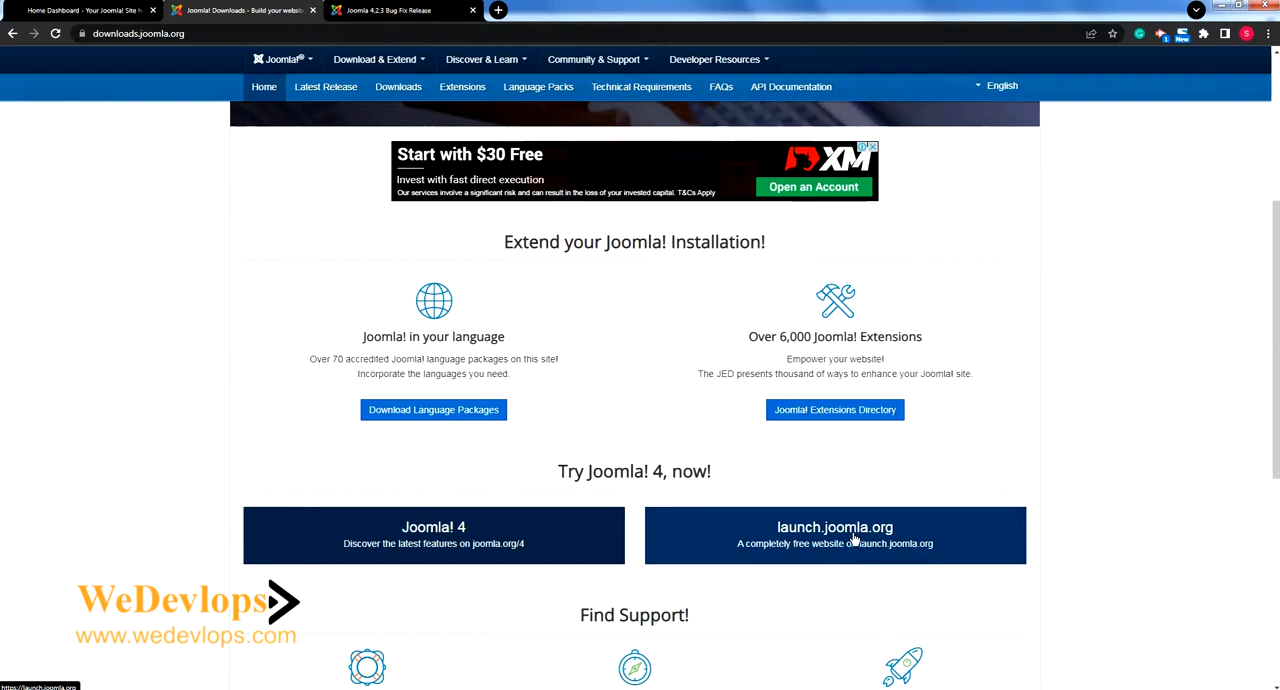 Home Dashboard - Your Joomla! Site N
Joomla! Downloads - Build your website
Joomla 4.2.3 Bug Fix Release
downloads.joomla.org
1
New
S
Joomla!®
Download & Extend
Discover & Learn
Community & Support
Developer Resources
Home
Latest Release
Downloads
Extensions
Language Packs
Technical Requirements
FAQs
API Documentation
English
Start with $30 Free
Invest with fast direct execution
Our services involve a significant risk and can result in the loss of your invested capital. T&Cs Apply
XM
Open an Account
Extend your Joomla! Installation!
Joomla! in your language
Over 70 accredited Joomla! language packages on this site!
Incorporate the languages you need.
Download Language Packages
Over 6,000 Joomla! Extensions
Empower your website!
The JED presents thousand of ways to enhance your Joomla! site.
Joomla! Extensions Directory
Try Joomla! 4, now!
Joomla! 4
Discover the latest features on joomla.org/4
launch.joomla.org
A completely free website launch.joomla.org
WeDevlops
www.wedevlops.com
Find Support!
https://launch.joomla.org